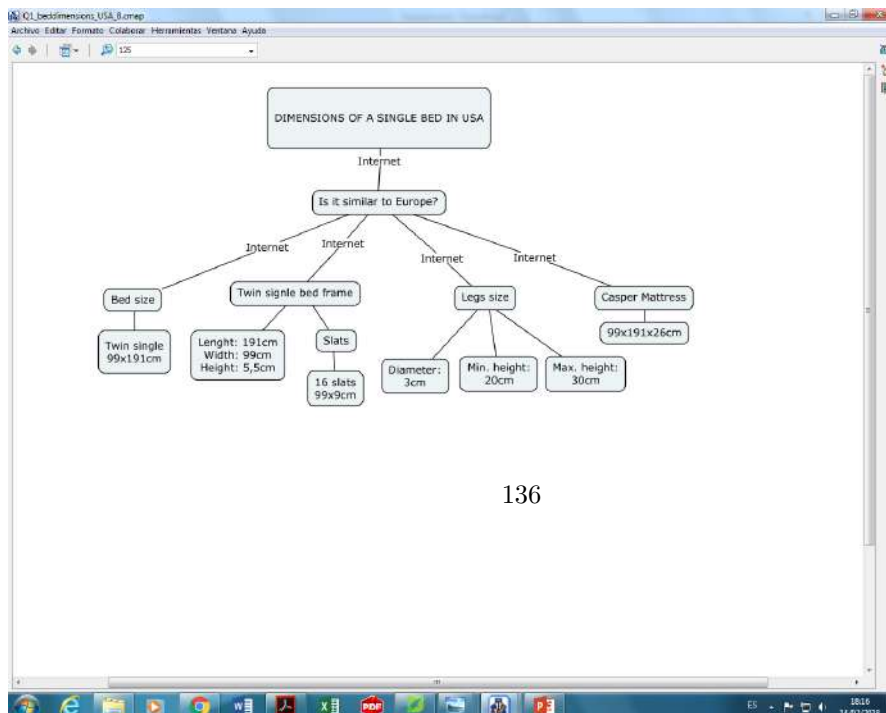 Q1_beddimensions_USA_B.cmap
Archivo Editar Formato Colaborar Herramientas Ventana Ayuda
125
DIMENSIONS OF A SINGLE BED IN USA
Internet
Is it similar to Europe?
Internet
Internet
Internet
Internet
Bed size
Twin signle bed frame
Legs size
Casper Mattress
Twin single
99x191cm
Lenght: 191cm
Width: 99cm
Height: 5,5cm
Slats
16 slats
99x9cm
Diameter:
3cm
Min. height:
20cm
Max. height:
30cm
99x191x26cm
136
PDF
ES
18:16